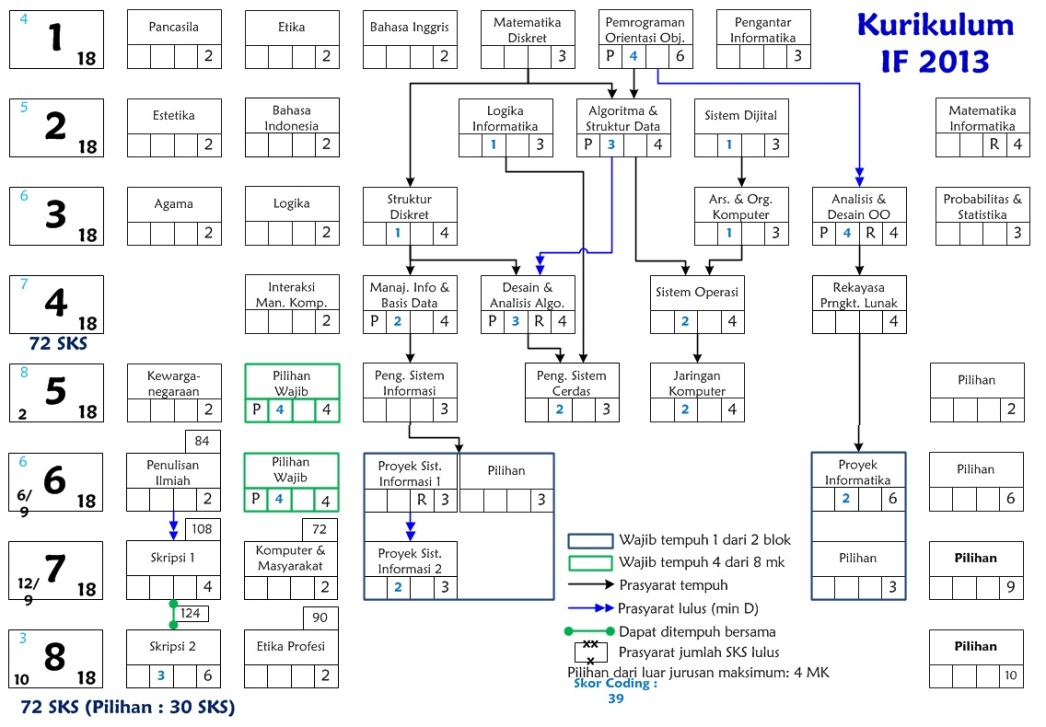 Kurikulum
IF 2013
4
1
18
Pancasila
2
Etika
2
Bahasa Inggris
2
Matematika
Diskret
3
Pemrograman
Orientasi Obj.
P 4 6
Pengantar
Informatika
3
5
2
18
Estetika
2
Bahasa
Indonesia
2
Logika
Informatika
1 3
Algoritma &
Struktur Data
P 3 4
Sistem Dijital
1 3
Matematika
Informatika
R 4
6
3
18
Agama
2
Logika
2
Struktur
Diskret
1 4
Ars. & Org.
Komputer
1 3
Analisis &
Desain OO
P 4 R 4
Probabilitas &
Statistika
3
7
4
18
72 SKS
Interaksi
Man. Komp.
2
Manaj. Info &
Basis Data
P 2 4
Desain &
Analisis Algo.
P 3 R 4
Sistem Operasi
2 4
Rekayasa
Prngkt. Lunak
4
8
5
2 18
Kewarga-
negaraan
2
Pilihan
Wajib
P 4 4
Peng. Sistem
Informasi
3
Peng. Sistem
Cerdas
2 3
Jaringan
Komputer
2 4
Pilihan
2
6
6
6/
9
18
84
Penulisan
Ilmiah
2
Pilihan
Wajib
P 4 4
Proyek Sist.
Informasi 1
R 3
Pilihan
3
Proyek
Informatika
2 6
Pilihan
6
7
12/
9
18
108
Skripsi 1
4
72
Komputer &
Masyarakat
2
Proyek Sist.
Informasi 2
2 3
Pilihan
3
Pilihan
9
3
8
10 18
124
Skripsi 2
3 6
90
Etika Profesi
2
Pilihan
10
Wajib tempuh 1 dari 2 blok
Wajib tempuh 4 dari 8 mk
Prasyarat tempuh
Prasyarat lulus (min D)
Dapat ditempuh bersama
xx
x
Prasyarat jumlah SKS lulus
Pilihan dari luar jurusan maksimum: 4 MK
Skor Coding :
39
72 SKS (Pilihan : 30 SKS)